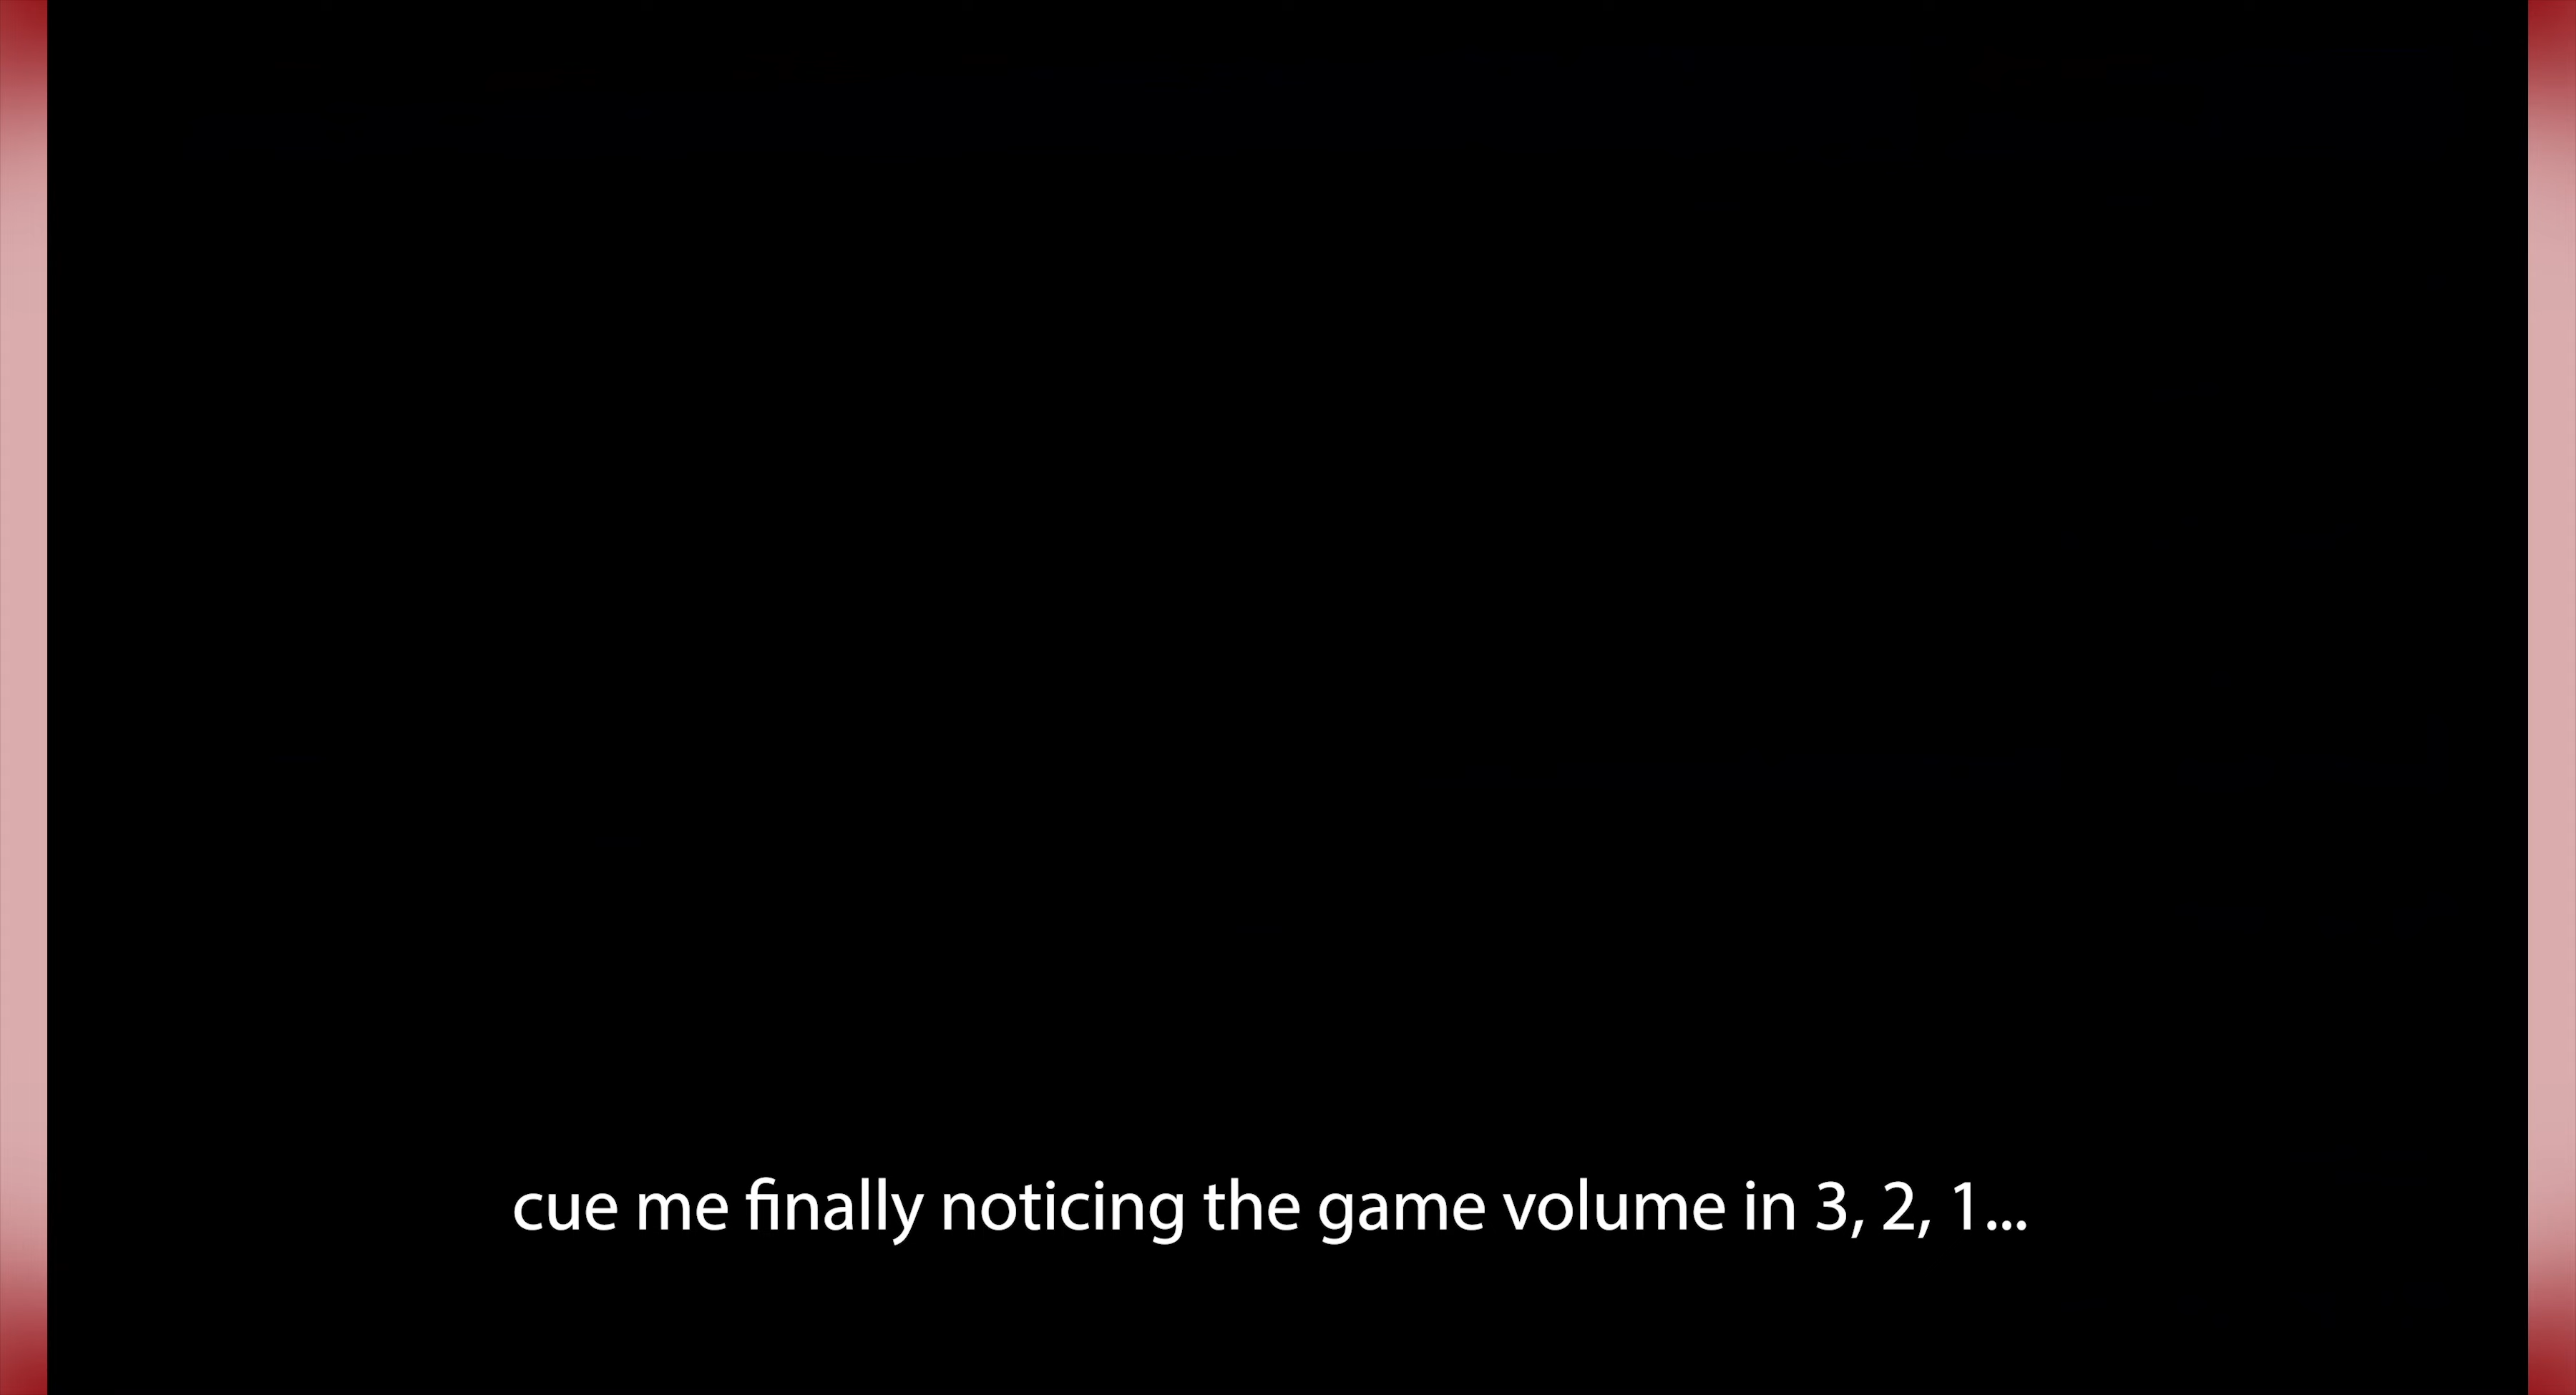 cue me finally noticing the game volume in 3, 2, 1...